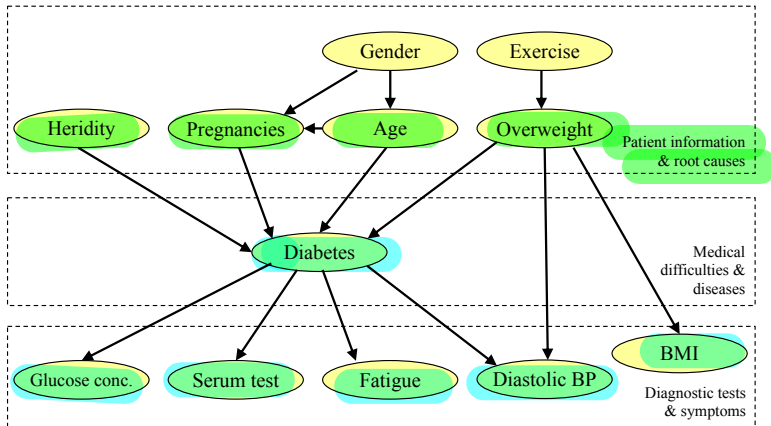 Gender
Exercise
Heridity
Pregnancies
Age
Overweight
Patient information
& root causes
Diabetes
Medical
difficulties &
diseases
Glucose conc.
Serum test
Fatigue
Diastolic BP
BMI
Diagnostic tests
& symptoms